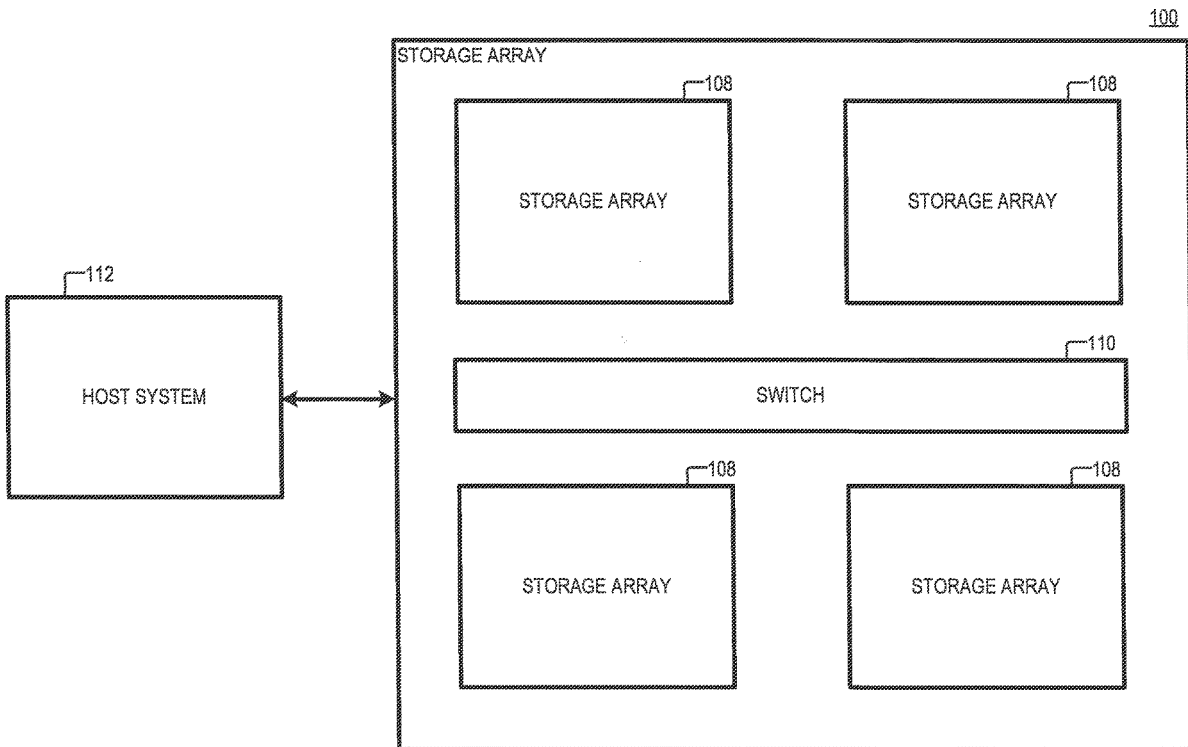 100
STORAGE ARRAY
108
108
STORAGE ARRAY
STORAGE ARRAY
112
HOST SYSTEM
110
SWITCH
108
108
STORAGE ARRAY
STORAGE ARRAY